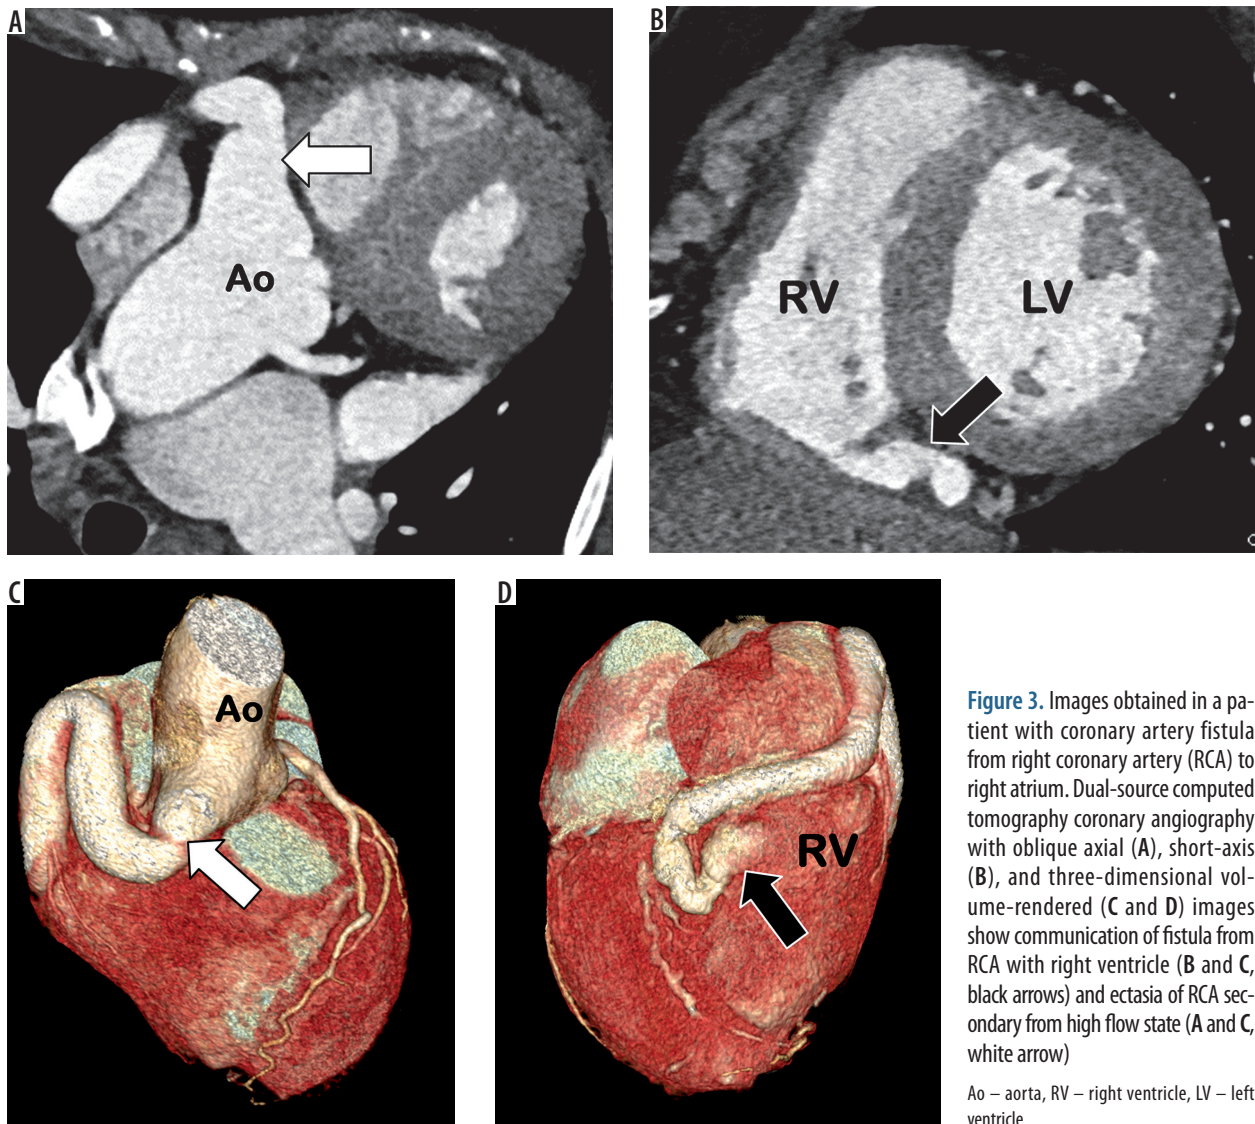 A
B
Ao
RV
LV
C
D
Ao
RV
Figure 3. Images obtained in a pa-
tient with coronary artery fistula
from right coronary artery (RCA) to
right atrium. Dual-source computed
tomography coronary angiography
with oblique axial (A), short-axis
(B), and three-dimensional vol-
ume-rendered (C and D) images
show communication of fistula from
RCA with right ventricle (B and C,
black arrows) and ectasia of RCA sec-
ondary from high flow state (A and C,
white arrow)
Ao – aorta, RV – right ventricle, LV – left
ventricle